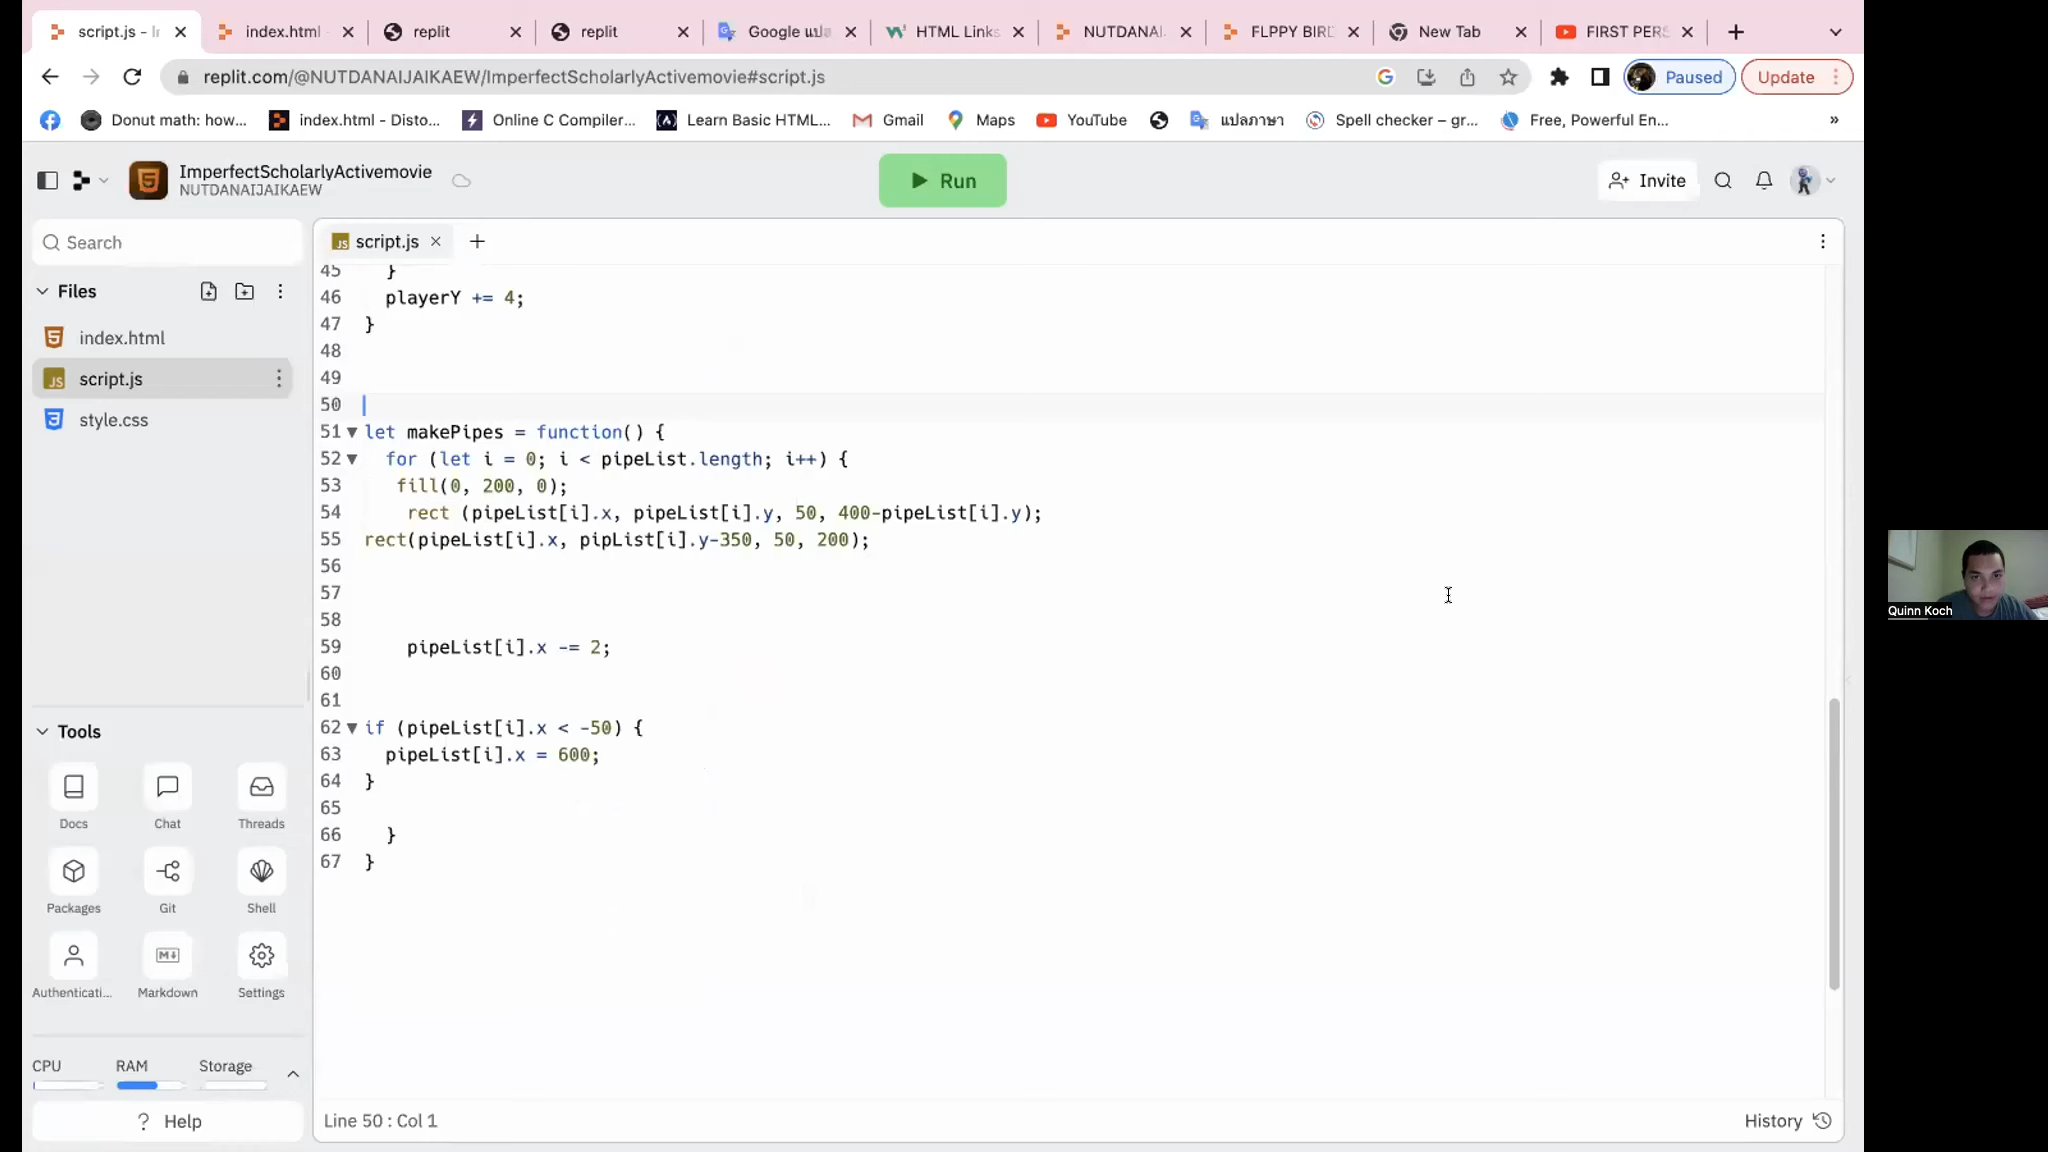 script.js - I
index.html
replit
replit
Google แปล
HTML Links
NUTDANAI
FLPPY BIRD
New Tab
FIRST PERS
replit.com/@NUTDANAIJAIKAEW/ImperfectScholarlyActivemovie#script.js
Paused
Update
Donut math: how...
index.html - Disto...
Online C Compiler...
Learn Basic HTML...
Gmail
Maps
YouTube
แปลภาษา
Spell checker – gr...
Free, Powerful En...
»
ImperfectScholarlyActivemovie
NUTDANAIJAIKAEW
Run
Invite
Search
Files
index.html
script.js
style.css
Tools
Docs
Chat
Threads
Packages
Git
Shell
Authenticati...
Markdown
Settings
CPU
RAM
Storage
? Help
JS script.js
45 }
46 playerY += 4;
47 }
48
49
50
51 let makePipes = function() {
52 for (let i = 0; i < pipeList.length; i++) {
53 fill(0, 200, 0);
54 rect (pipeList[i].x, pipeList[i].y, 50, 400-pipeList[i].y);
55 rect(pipeList[i].x, pipList[i].y-350, 50, 200);
56
57
58
59 pipeList[i].x -= 2;
60
61
62 if (pipeList[i].x < -50) {
63 pipeList[i].x = 600;
64 }
65
66 }
67 }
Line 50 : Col 1
History
Quinn Koch